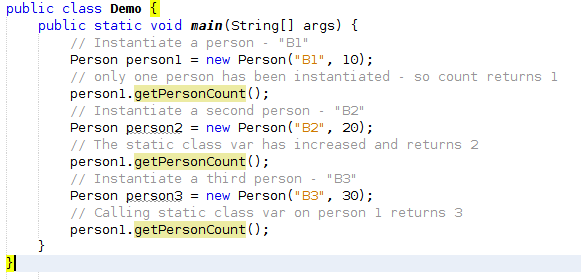 public class Demo {
    public static void main(String[] args) {
        // Instantiate a person - "B1"
        Person person1 = new Person("B1", 10);
        // only one person has been instantiated - so count returns 1
        person1.getPersonCount();
        // Instantiate a second person - "B2"
        Person person2 = new Person("B2", 20);
        // The static class var has increased and returns 2
        person1.getPersonCount();
        // Instantiate a third person - "B3"
        Person person3 = new Person("B3", 30);
        // Calling static class var on person 1 returns 3
        person1.getPersonCount();
    }
}